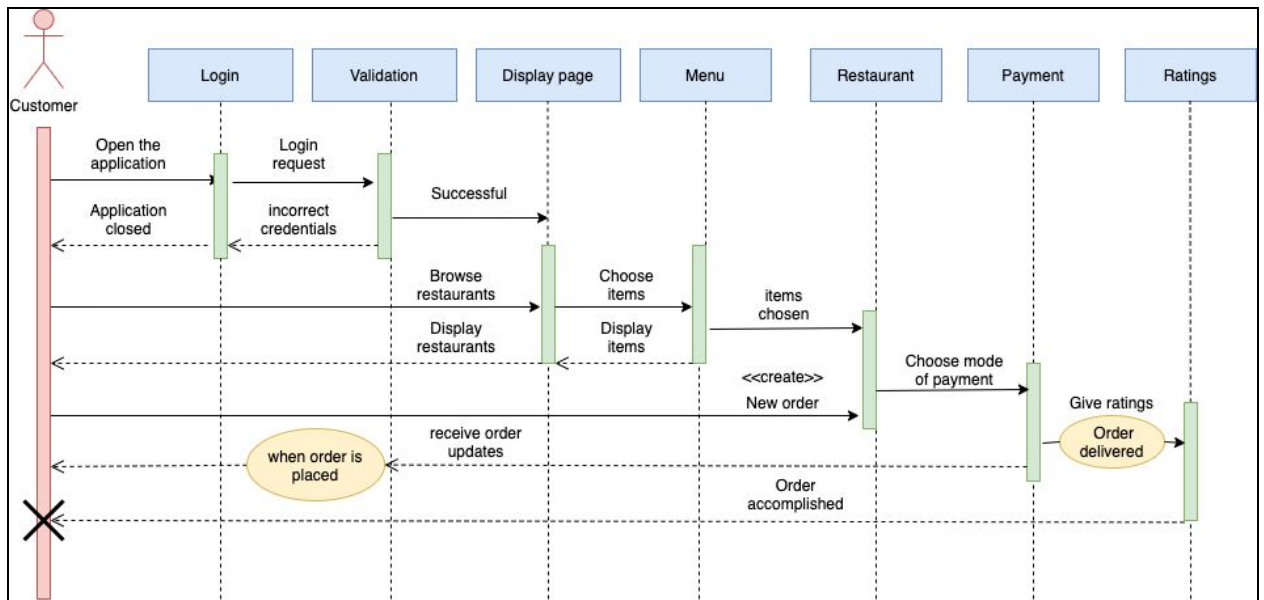 Login
Validation
Display page
Menu
Restaurant
Payment
Ratings
Customer
Open the
application
Login
request
Successful
Application
closed
incorrect
credentials
Browse
restaurants
Choose
items
items
chosen
Display
restaurants
Display
items
Choose mode
of payment
<<create>>
New order
Give ratings
Order
delivered
receive order
updates
when order is
placed
Order
accomplished